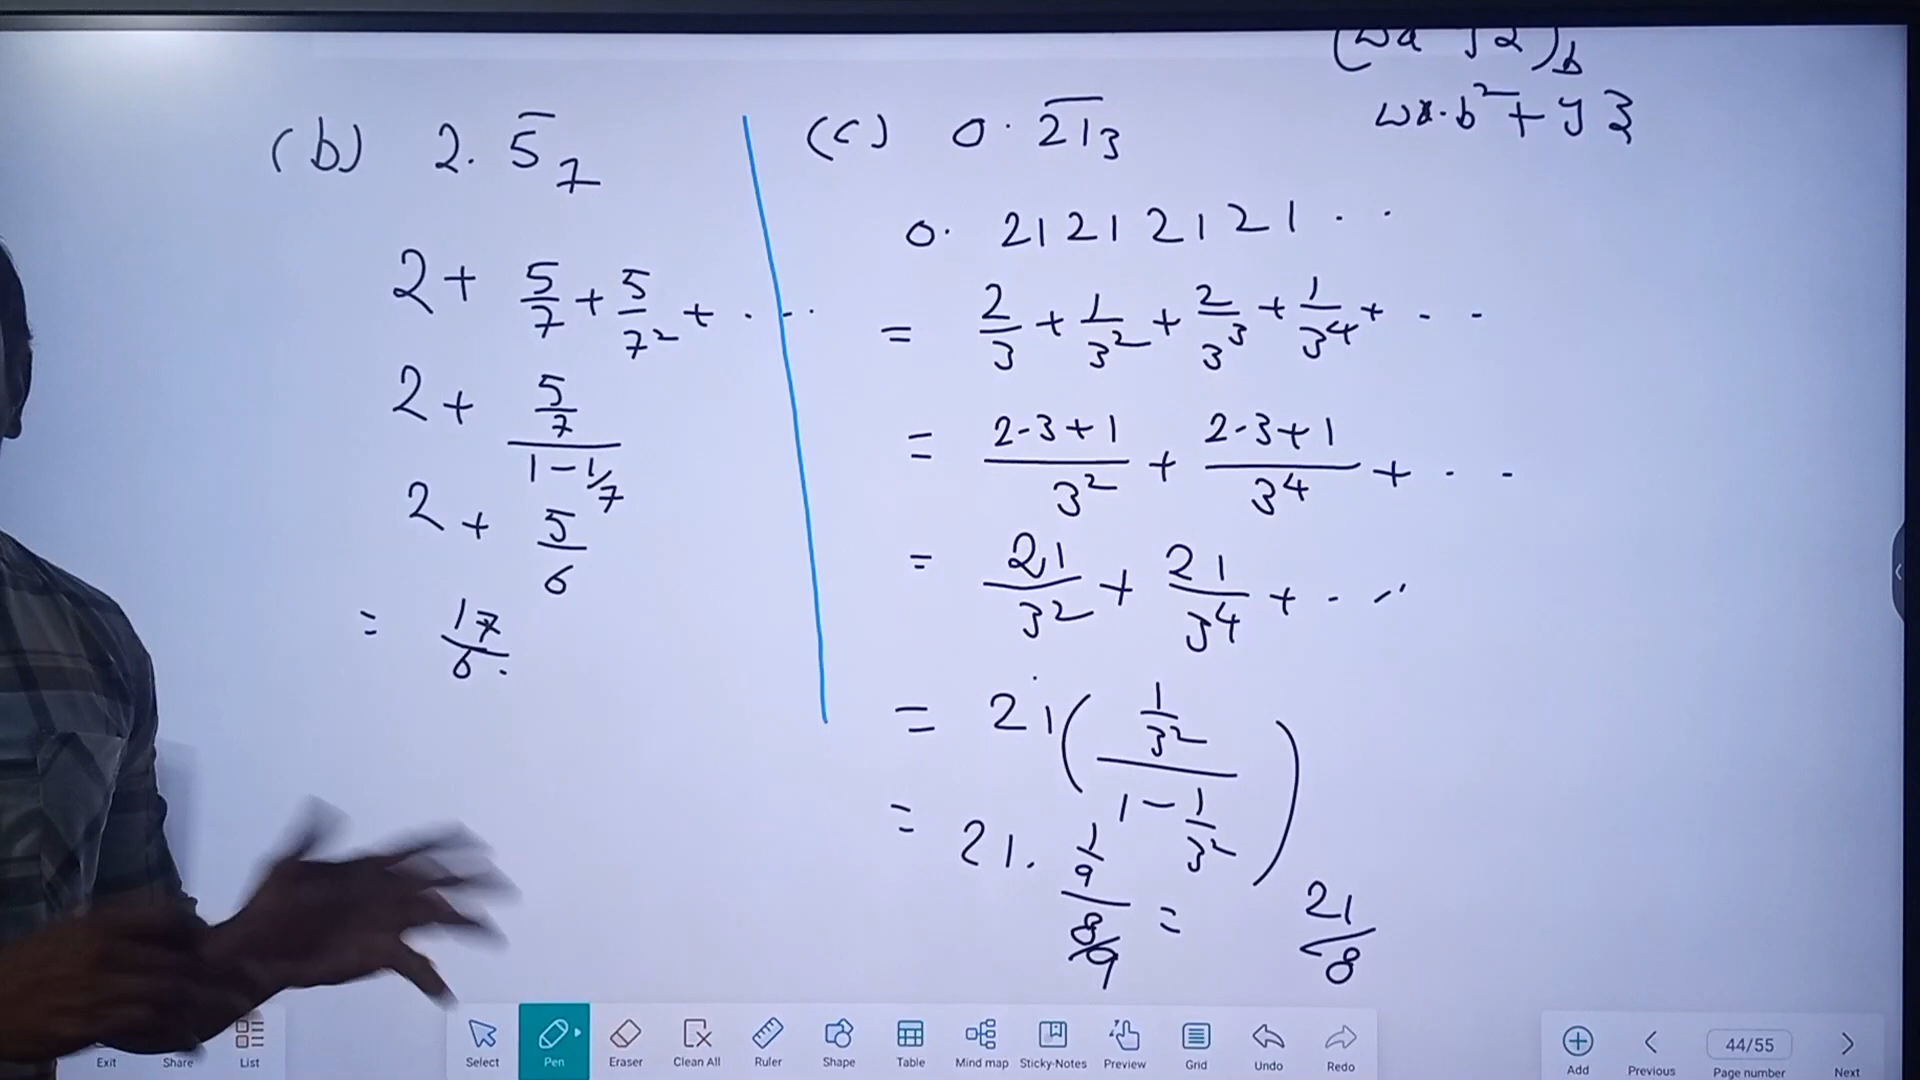 (b) 2.5̅₇
2 + 5/7 + 5/7² + . . .
2 + (5/7)/(1 - 1/7)
2 + 5/6
= 17/6.
b
(c) 0.2̅1̅₃
0. 21 21 21 21 . .
= 2/3 + 1/3² + 2/3³ + 1/3⁴ + . .
= (2·3+1)/3² + (2·3+1)/3⁴ + . .
= 21/3² + 21/3⁴ + . .
= 21((1/3²)/(1 - 1/3²))
= 21. (1/9)/(8/9) = 21/8
Exit Share List Select Pen Eraser Clean All Ruler Shape Table Mind map Sticky-Notes Preview Grid Undo Redo Add Previous 44/55 Page number Next